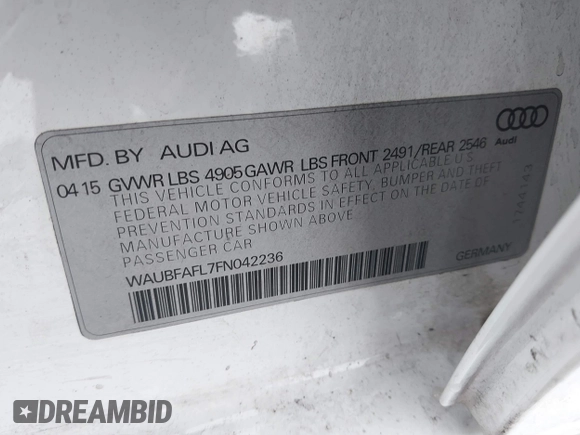 MFD. BY AUDI AG
Audi
04 15 GVWR LBS 4905 GAWR LBS FRONT 2491/REAR 2546
THIS VEHICLE CONFORMS TO ALL APPLICABLE U.S.
FEDERAL MOTOR VEHICLE SAFETY, BUMPER AND THEFT
PREVENTION STANDARDS IN EFFECT ON THE DATE OF
MANUFACTURE SHOWN ABOVE
PASSENGER CAR
WAUBFAFL7FN042236
GERMANY
DREAMBID